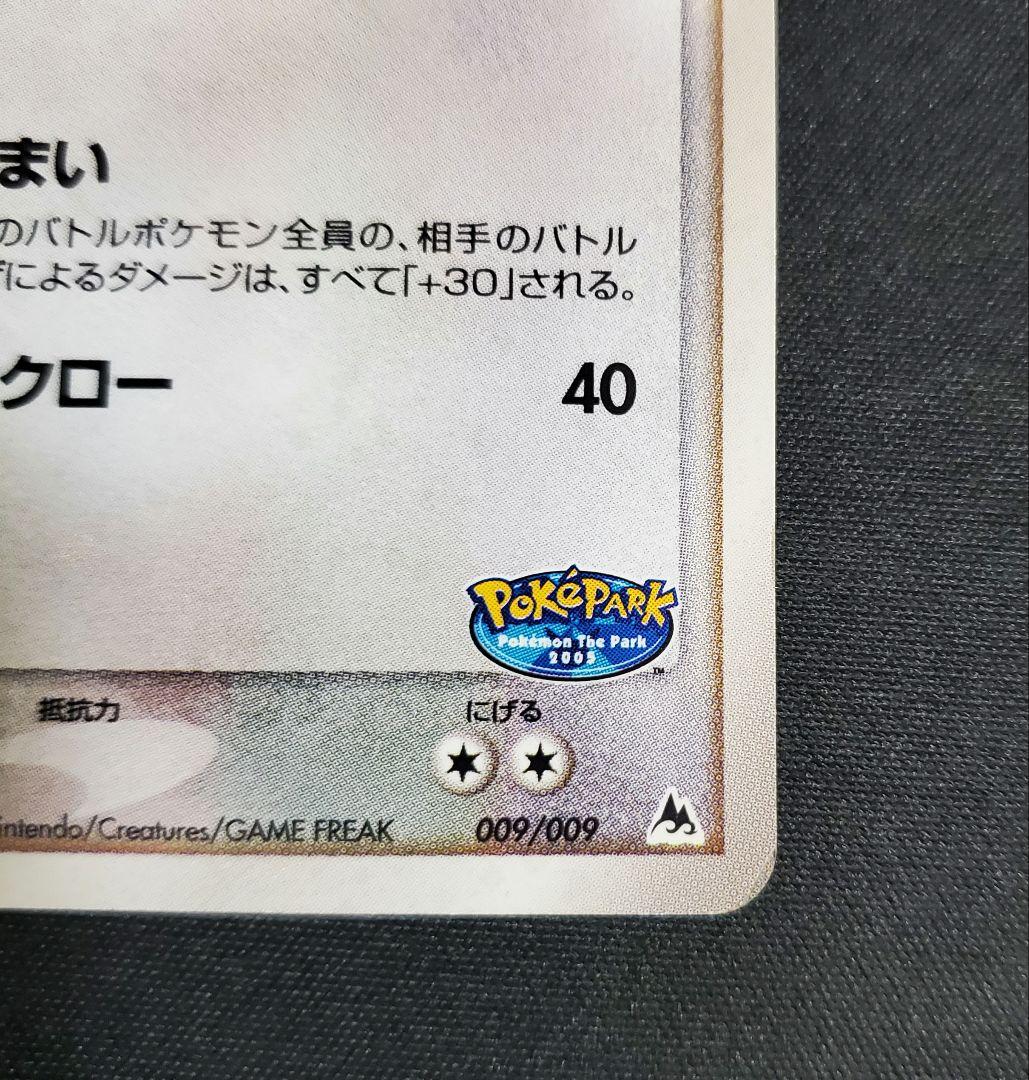 まい
のバトルポケモン全員の、相手のバトル
によるダメージは、すべて「+30」される。
クロー 40
POKéPARK
Pokémon The Park
2005
™
抵抗力 にげる
intendo/Creatures/GAME FREAK 009/009